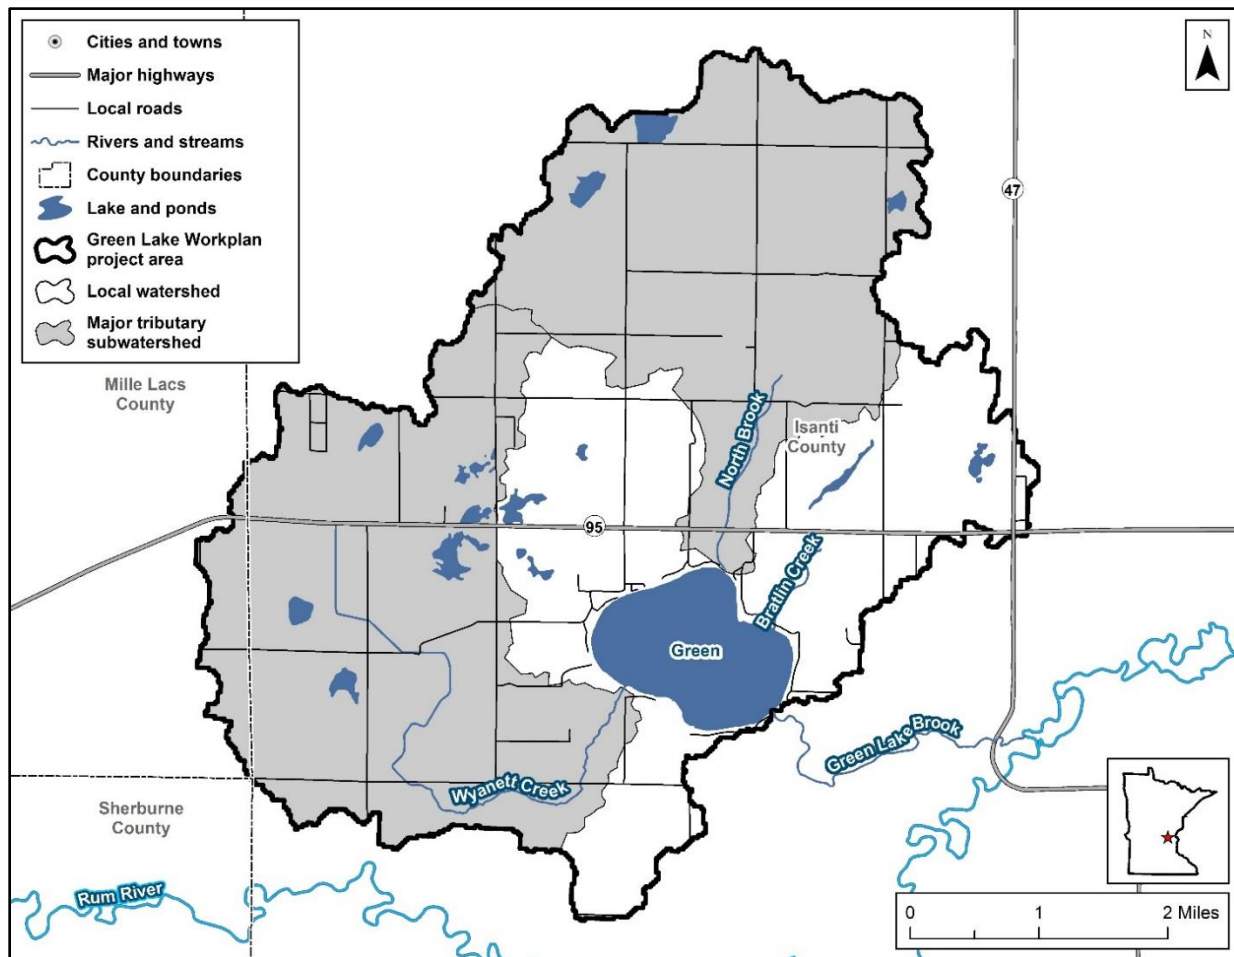 Cities and towns
Major highways
Local roads
Rivers and streams
County boundaries
Lake and ponds
Green Lake Workplan
project area
Local watershed
Major tributary
subwatershed
N
47
Mille Lacs
County
North Brook
Isanti
County
95
Bratlin Creek
Green
Green Lake Brook
Wyanett Creek
Sherburne
County
Rum River
0 1 2 Miles